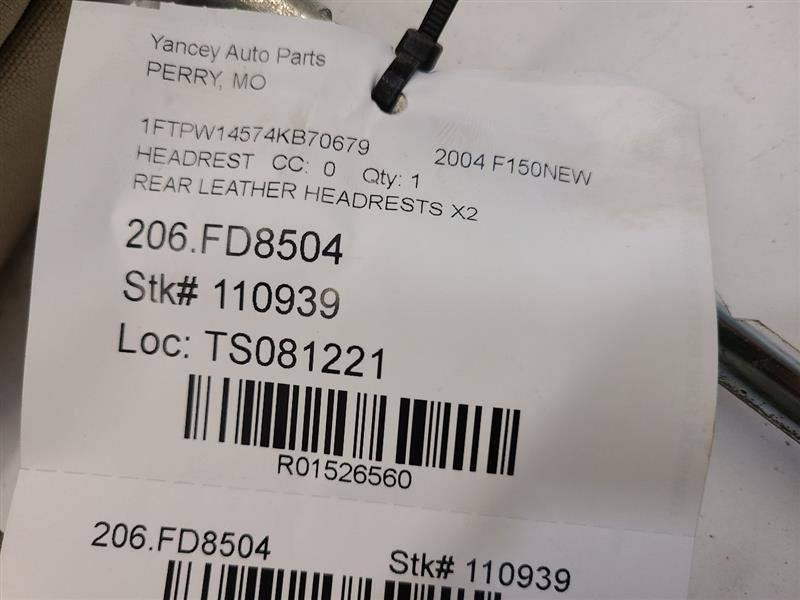 Yancey Auto Parts
PERRY, MO
1FTPW14574KB70679 2004 F150NEW
HEADREST CC: 0 Qty: 1
REAR LEATHER HEADRESTS X2
206.FD8504
Stk# 110939
Loc: TS081221
R01526560
206.FD8504 Stk# 110939